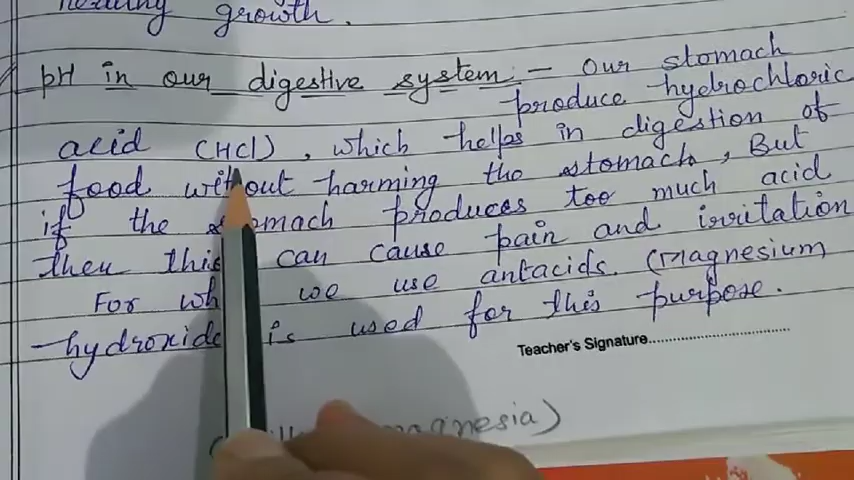 healthy growth.
pH in our digestive system - Our stomach
produce hydrochloric
acid (HCl), which helps in digestion of
food without harming the stomach, But
if the stomach produces too much acid
then this can cause pain and irritation
For we use antacids. (Magnesium
hydroxide is used for this purpose.
Teacher's Signature
magnesia)